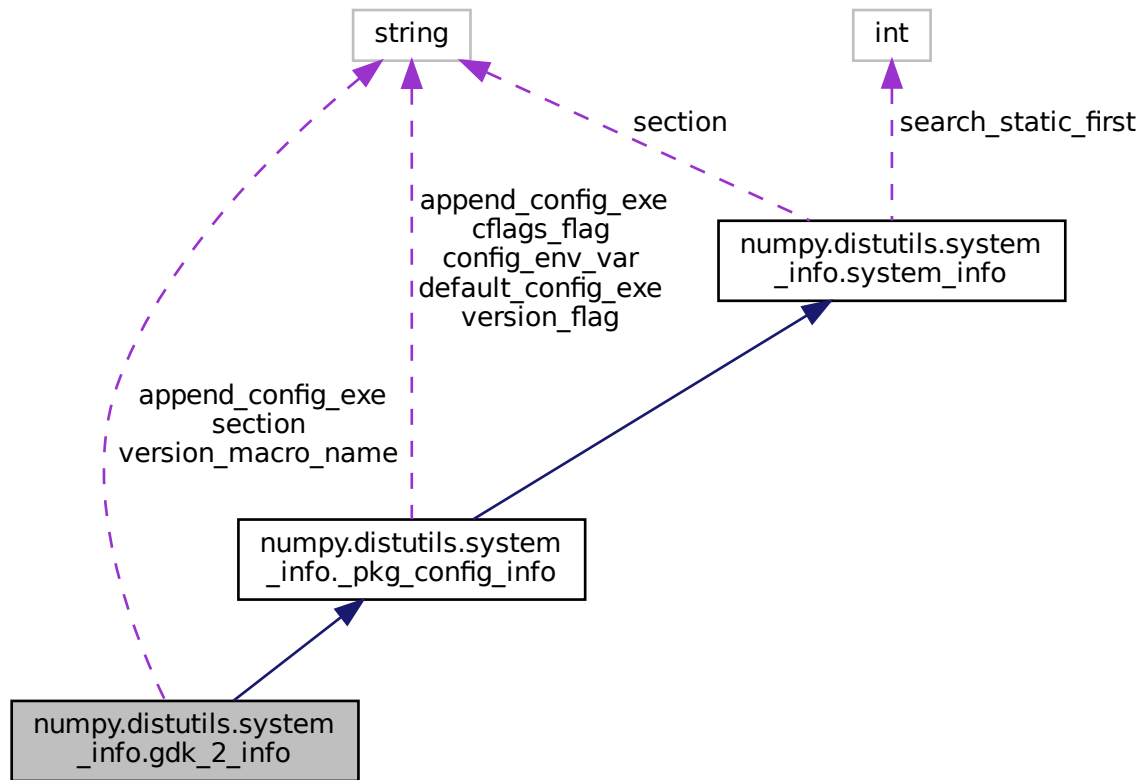 string
int
section
search_static_first
append_config_exe
cflags_flag
config_env_var
default_config_exe
version_flag
numpy.distutils.system
_info.system_info
append_config_exe
section
version_macro_name
numpy.distutils.system
_info._pkg_config_info
numpy.distutils.system
_info.gdk_2_info